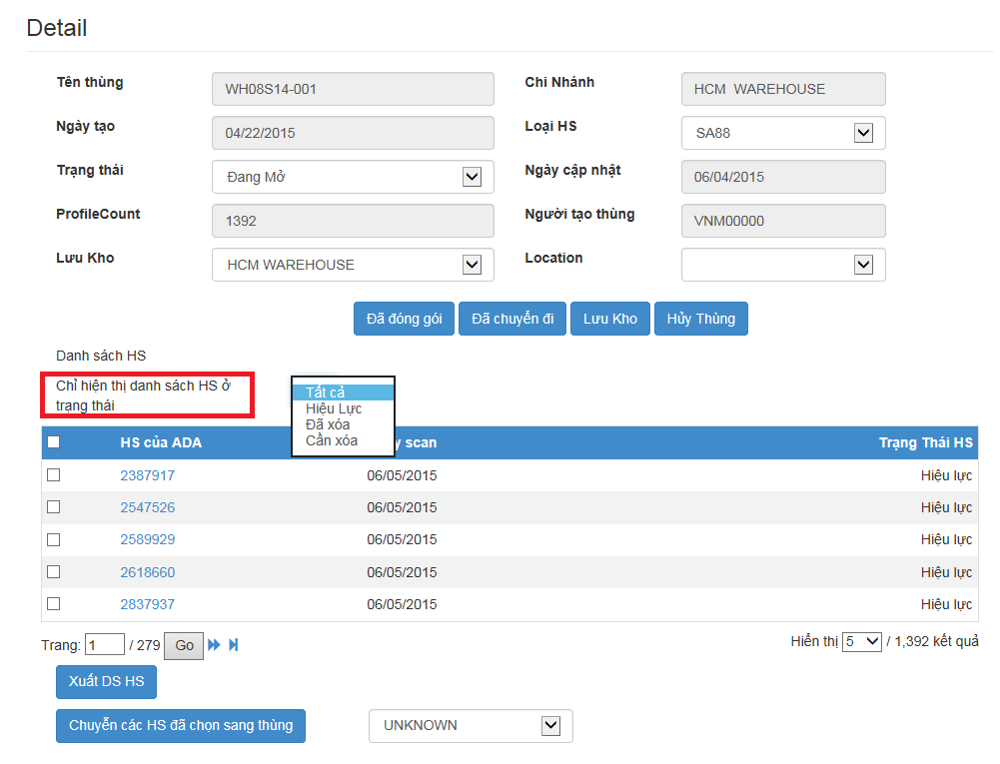 Detail
Tên thùng WH08S14-001 Chi Nhánh HCM WAREHOUSE
Ngày tạo 04/22/2015 Loại HS SA88
Trạng thái Đang Mở Ngày cập nhật 06/04/2015
ProfileCount 1392 Người tạo thùng VNM00000
Lưu Kho HCM WAREHOUSE Location
Đã đóng gói Đã chuyển đi Lưu Kho Hủy Thùng
Danh sách HS
Chỉ hiện thị danh sách HS ở
trạng thái
Tất cả
Hiệu Lực
Đã xóa
Cần xóa
HS của ADA y scan Trạng Thái HS
2387917 06/05/2015 Hiệu lực
2547526 06/05/2015 Hiệu lực
2589929 06/05/2015 Hiệu lực
2618660 06/05/2015 Hiệu lực
2837937 06/05/2015 Hiệu lực
Trang: 1 / 279 Go Hiển thị 5 / 1,392 kết quả
Xuất DS HS
Chuyển các HS đã chọn sang thùng UNKNOWN